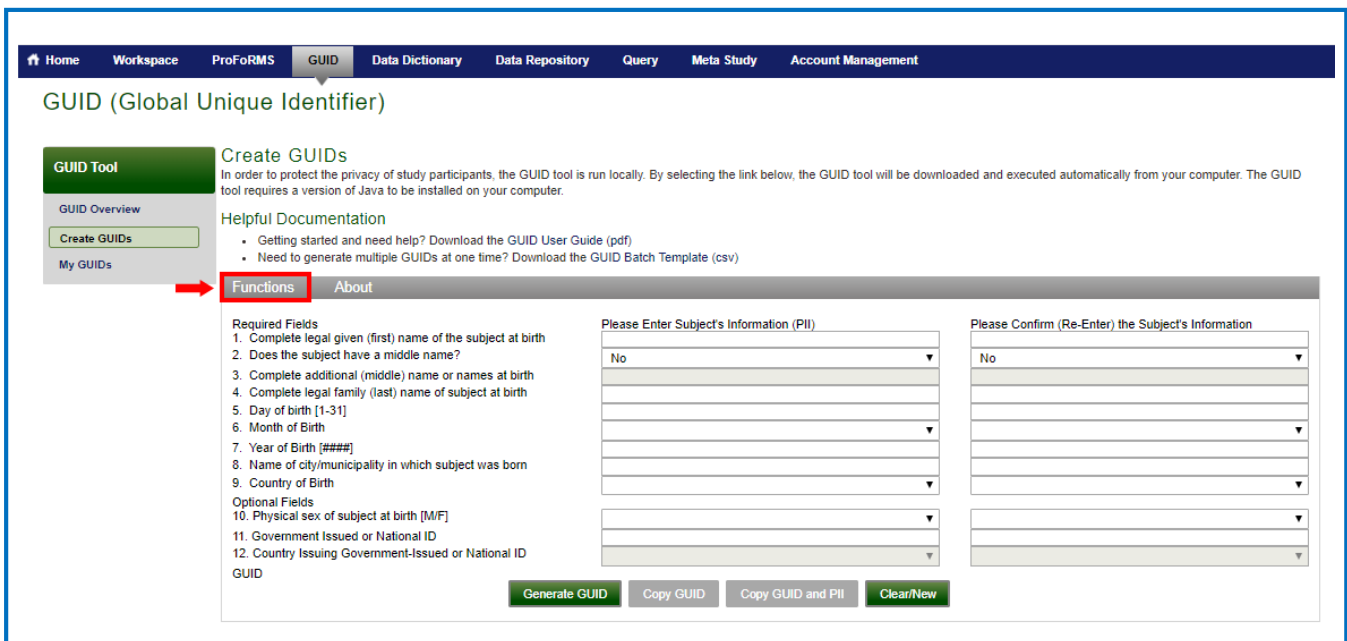 Home Workspace ProFoRMS GUID Data Dictionary Data Repository Query Meta Study Account Management
GUID (Global Unique Identifier)
GUID Tool
GUID Overview
Create GUIDs
My GUIDs
Create GUIDs
In order to protect the privacy of study participants, the GUID tool is run locally. By selecting the link below, the GUID tool will be downloaded and executed automatically from your computer. The GUID
tool requires a version of Java to be installed on your computer.
Helpful Documentation
• Getting started and need help? Download the GUID User Guide (pdf)
• Need to generate multiple GUIDs at one time? Download the GUID Batch Template (csv)
Functions About
Required Fields Please Enter Subject's Information (PII) Please Confirm (Re-Enter) the Subject's Information
1. Complete legal given (first) name of the subject at birth
2. Does the subject have a middle name? No No
3. Complete additional (middle) name or names at birth
4. Complete legal family (last) name of subject at birth
5. Day of birth [1-31]
6. Month of Birth
7. Year of Birth [####]
8. Name of city/municipality in which subject was born
9. Country of Birth
Optional Fields
10. Physical sex of subject at birth [M/F]
11. Government Issued or National ID
12. Country Issuing Government-Issued or National ID
GUID
Generate GUID Copy GUID Copy GUID and PII Clear/New